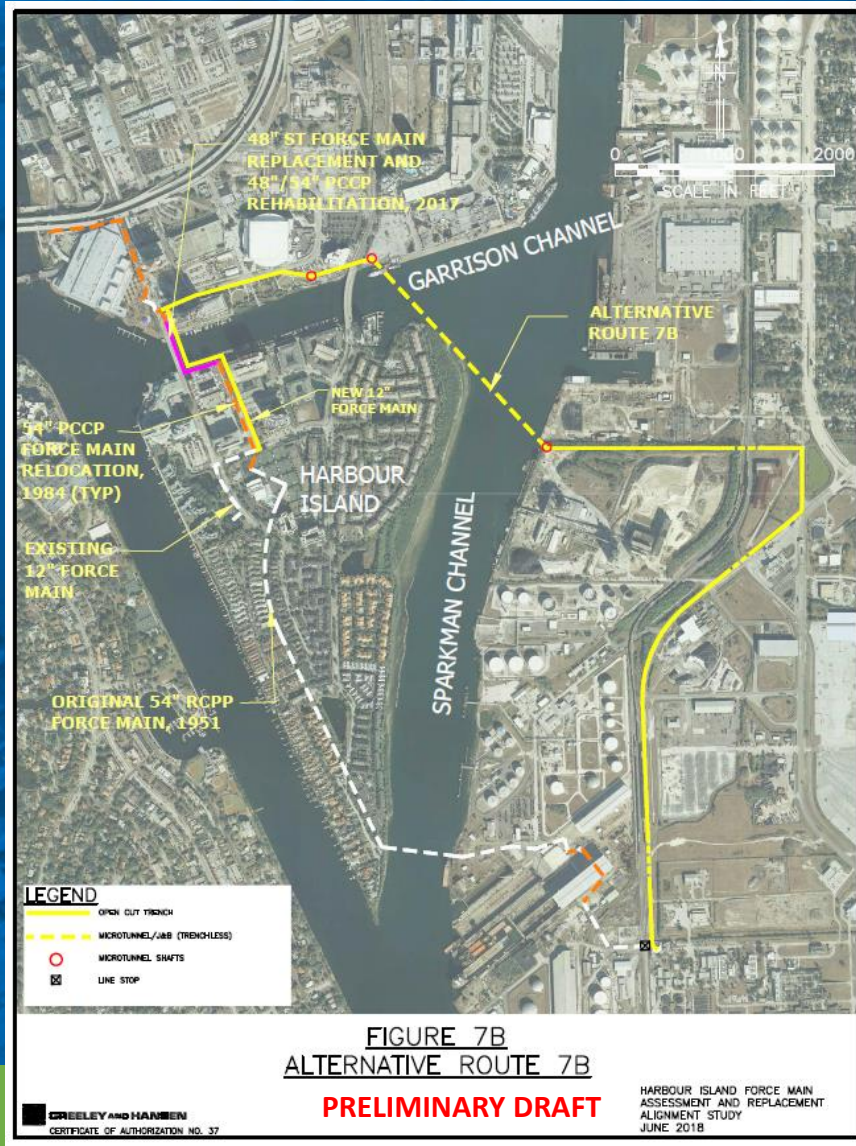 48" ST FORCE MAIN
REPLACEMENT AND
48"/54" PCCP
REHABILITATION, 2017
N
0 1000 2000
SCALE IN FEET
GARRISON CHANNEL
ALTERNATIVE
ROUTE 7B
NEW 12"
FORCE MAIN
54" PCCP
FORCE MAIN
RELOCATION,
1984 (TYP)
HARBOUR
ISLAND
EXISTING
12" FORCE
MAIN
SPARKMAN CHANNEL
ORIGINAL 54" RCPP
FORCE MAIN, 1951
LEGEND
OPEN CUT TRENCH
MICROTUNNEL/J&B (TRENCHLESS)
MICROTUNNEL SHAFTS
LINE STOP
FIGURE 7B
ALTERNATIVE ROUTE 7B
PRELIMINARY DRAFT
GREELEY AND HANSEN
CERTIFICATE OF AUTHORIZATION NO. 37
HARBOUR ISLAND FORCE MAIN
ASSESSMENT AND REPLACEMENT
ALIGNMENT STUDY
JUNE 2018